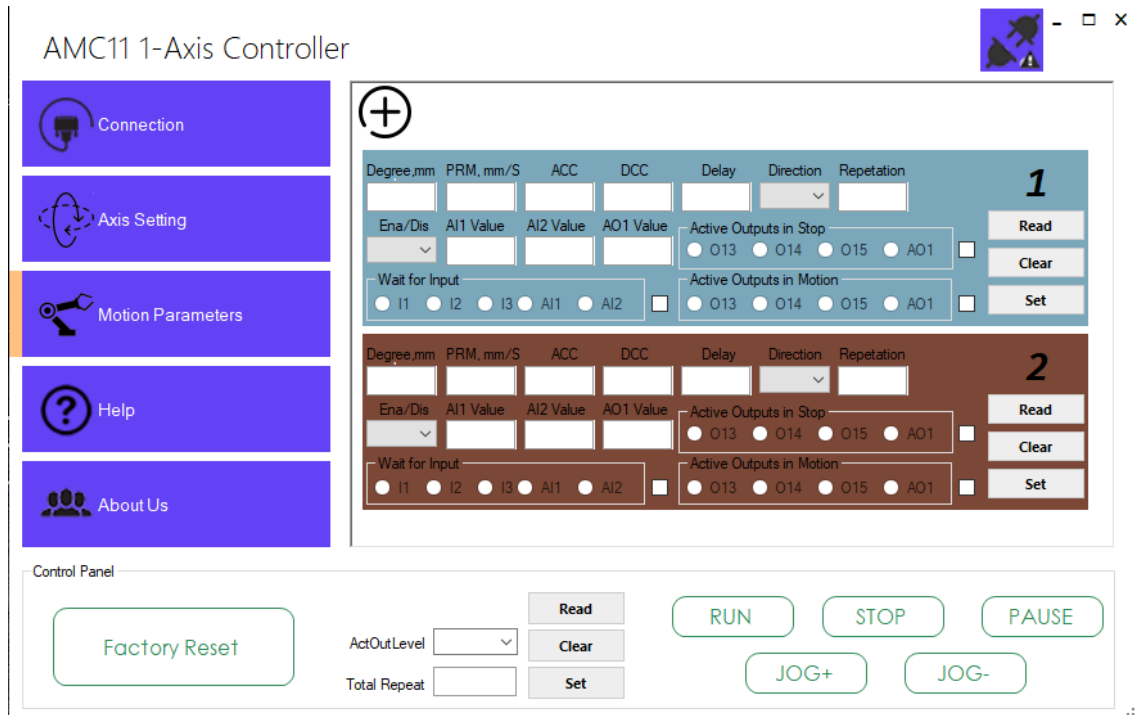 AMC11 1-Axis Controller
Connection
Axis Setting
Motion Parameters
Help
About Us
Degree,mm PRM, mm/S ACC DCC Delay Direction Repetation
1
Ena/Dis AI1 Value AI2 Value AO1 Value Active Outputs in Stop
Read
O13 O14 O15 AO1
Clear
Wait for Input Active Outputs in Motion
I1 I2 I3 AI1 AI2 O13 O14 O15 AO1
Set
Degree,mm PRM, mm/S ACC DCC Delay Direction Repetation
2
Ena/Dis AI1 Value AI2 Value AO1 Value Active Outputs in Stop
Read
O13 O14 O15 AO1
Clear
Wait for Input Active Outputs in Motion
I1 I2 I3 AI1 AI2 O13 O14 O15 AO1
Set
Control Panel
Factory Reset
ActOutLevel
Total Repeat
Read
Clear
Set
RUN STOP PAUSE
JOG+ JOG-